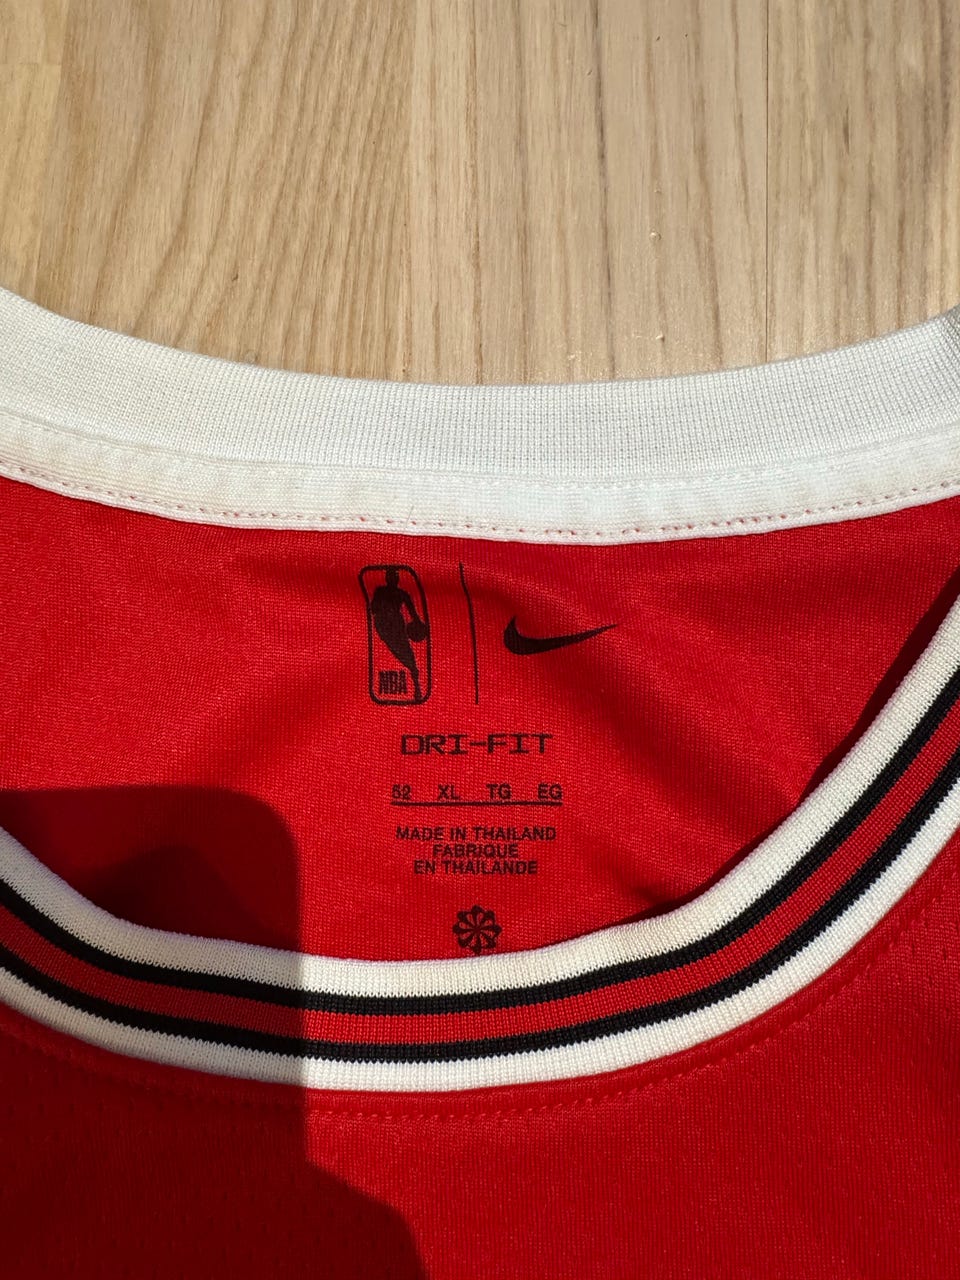 NBA
DRI-FIT
52 XL TG EG
MADE IN THAILAND
FABRIQUE
EN THAILANDE